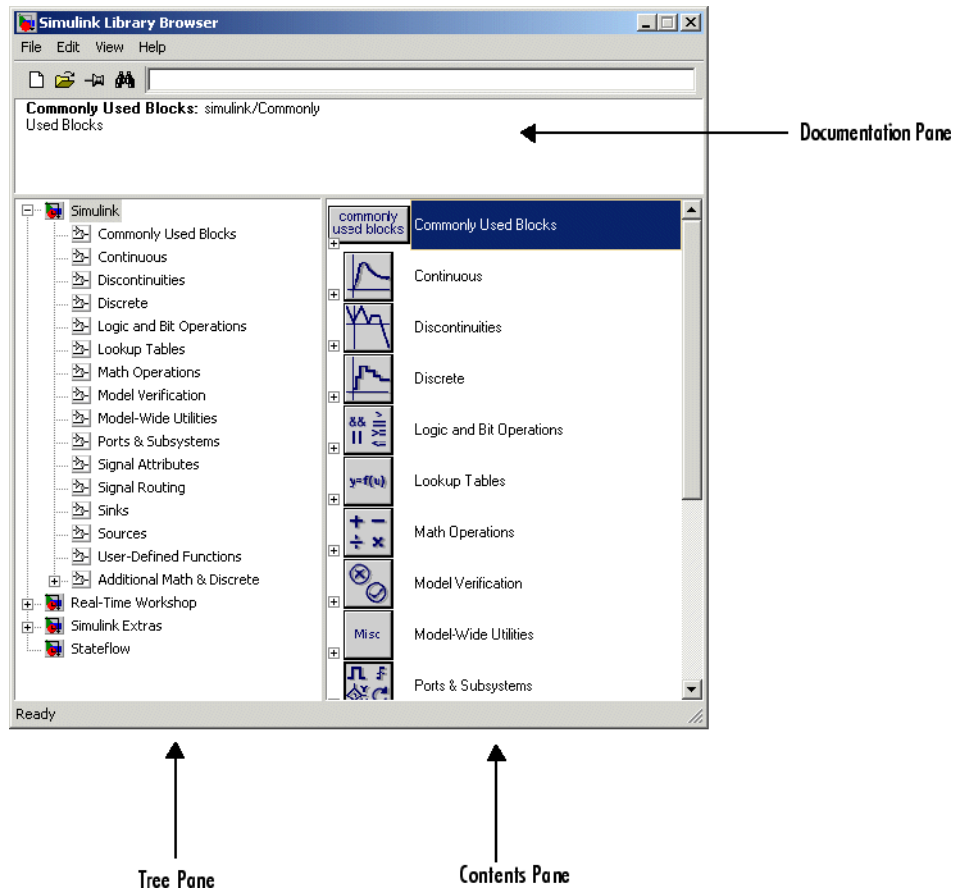 Simulink Library Browser
File Edit View Help
Commonly Used Blocks: simulink/Commonly
Used Blocks
Documentation Pane
Simulink
Commonly Used Blocks
Continuous
Discontinuities
Discrete
Logic and Bit Operations
Lookup Tables
Math Operations
Model Verification
Model-Wide Utilities
Ports & Subsystems
Signal Attributes
Signal Routing
Sinks
Sources
User-Defined Functions
Additional Math & Discrete
Real-Time Workshop
Simulink Extras
Stateflow
commonly
used blocks
Commonly Used Blocks
Continuous
Discontinuities
Discrete
&& > 
|| >=
<=
Logic and Bit Operations
y=f(u)
Lookup Tables
+ −
÷ ×
Math Operations
Model Verification
Misc
Model-Wide Utilities
Ports & Subsystems
Ready
Tree Pane
Contents Pane